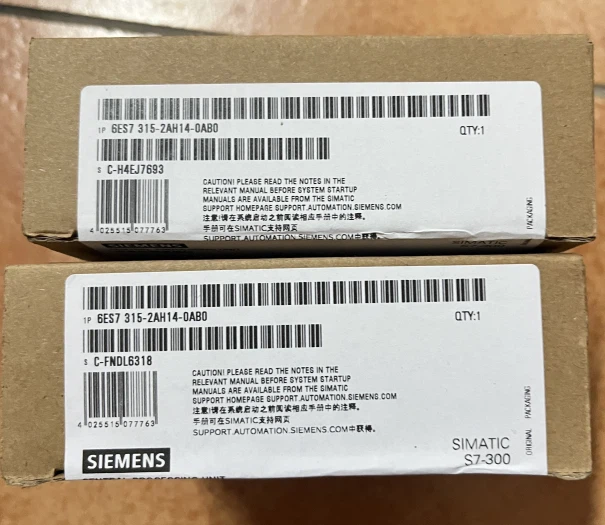 1P 6ES7 315-2AH14-0AB0
QTY:1
S C-H4EJ7693
CAUTION! PLEASE READ THE NOTES IN THE
RELEVANT MANUAL BEFORE SYSTEM STARTUP
MANUALS ARE AVAILABLE FROM THE SIMATIC
SUPPORT HOMEPAGE SUPPORT.AUTOMATION.SIEMENS.COM
注意!请在系统启动之前阅读相应手册中的注释。
手册可在SIMATIC支持网页
SUPPORT.AUTOMATION.SIEMENS.COM中获得。
4 025515 077763
PACKAGING
SIEMENS
SIMATIC
1P 6ES7 315-2AH14-0AB0
QTY:1
S C-FNDL6318
CAUTION! PLEASE READ THE NOTES IN THE
RELEVANT MANUAL BEFORE SYSTEM STARTUP
MANUALS ARE AVAILABLE FROM THE SIMATIC
SUPPORT HOMEPAGE SUPPORT.AUTOMATION.SIEMENS.COM
注意!请在系统启动之前阅读相应手册中的注释。
手册可在SIMATIC支持网页
SUPPORT.AUTOMATION.SIEMENS.COM中获得。
4 025515 077763
ORIGINAL PACKAGING
SIEMENS
SIMATIC
S7-300
CENTRAL PROCESSING UNIT